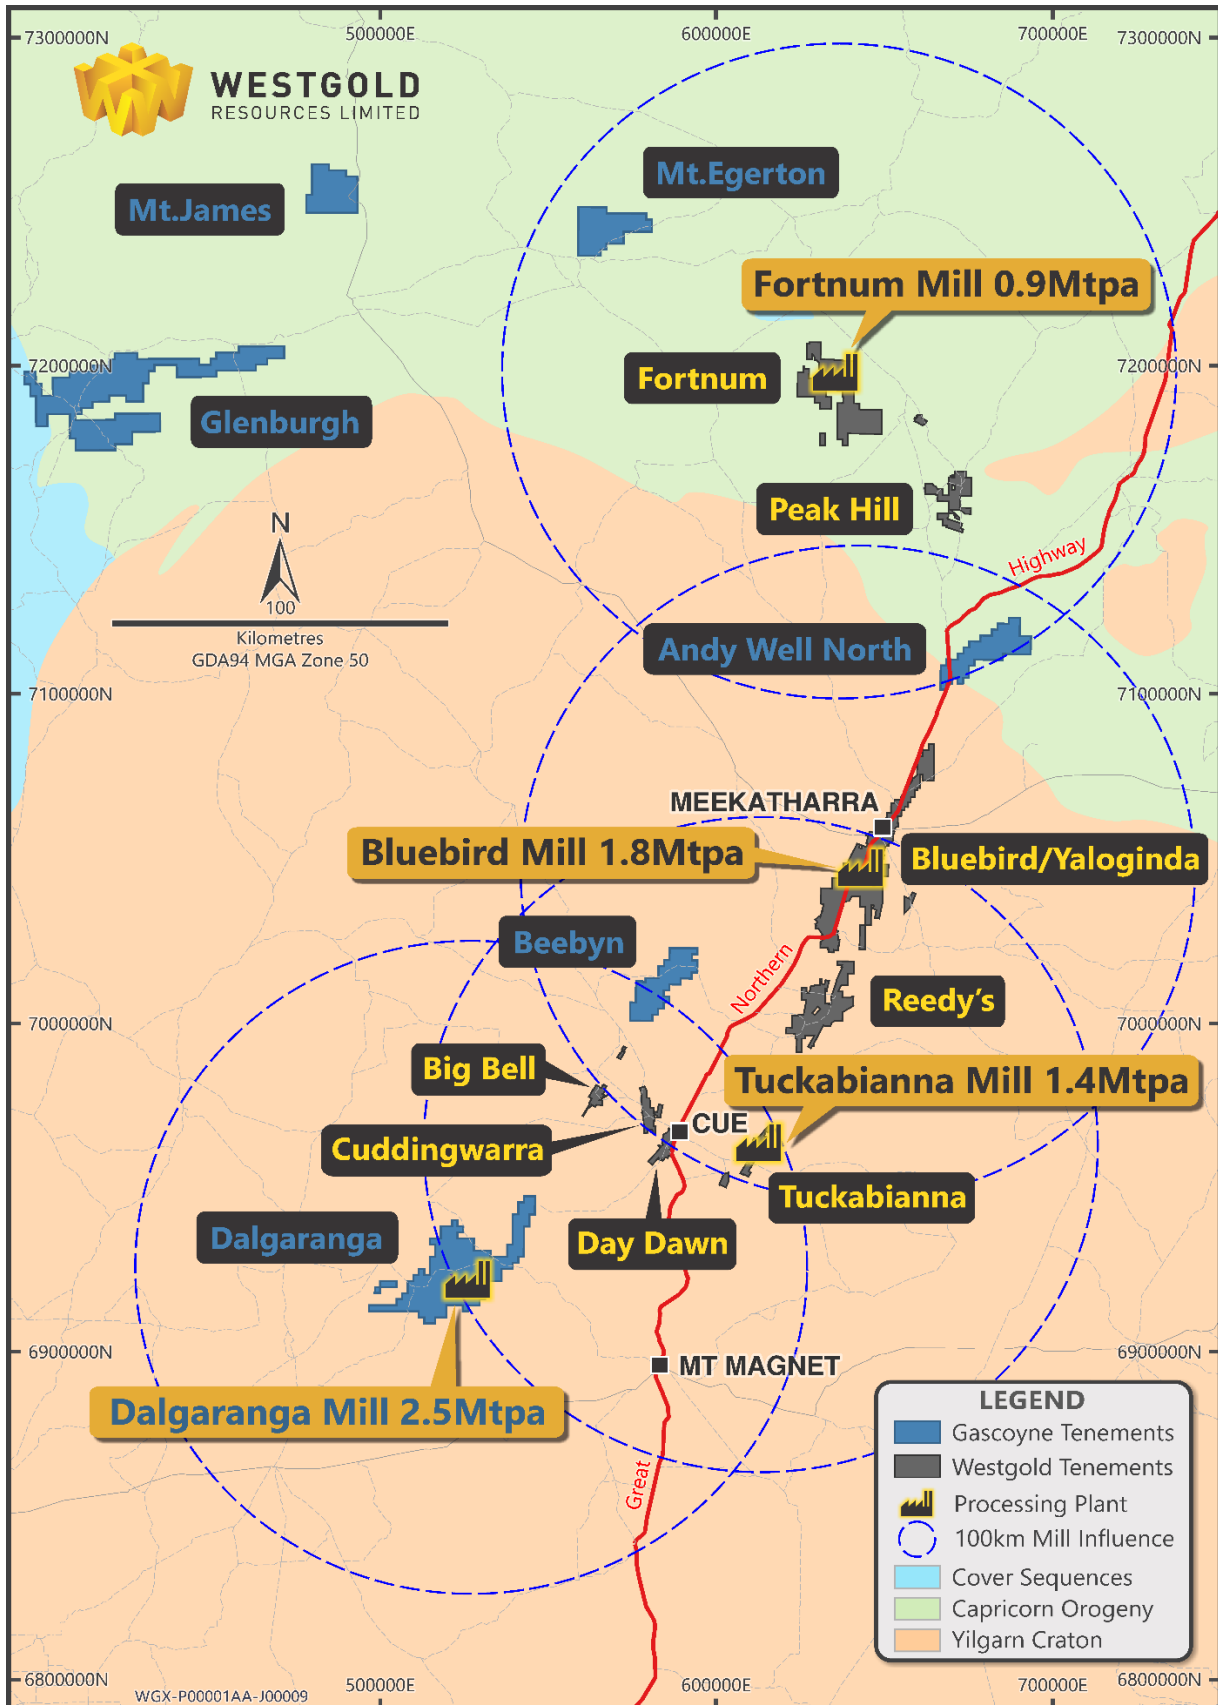 500000E
600000E
700000E
7300000N
7300000N
WESTGOLD
RESOURCES LIMITED
Mt.Egerton
Mt.James
Fortnum Mill 0.9Mtpa
7200000N
7200000N
Fortnum
Glenburgh
Peak Hill
N
100
Kilometres
GDA94 MGA Zone 50
Highway
Andy Well North
7100000N
7100000N
MEEKATHARRA
Bluebird Mill 1.8Mtpa
Bluebird/Yaloginda
Beebyn
Northern
Reedy's
7000000N
7000000N
Big Bell
Tuckabianna Mill 1.4Mtpa
CUE
Cuddingwarra
Tuckabianna
Dalgaranga
Day Dawn
6900000N
6900000N
MT MAGNET
Dalgaranga Mill 2.5Mtpa
Great
LEGEND
Gascoyne Tenements
Westgold Tenements
Processing Plant
100km Mill Influence
Cover Sequences
Capricorn Orogeny
Yilgarn Craton
6800000N
6800000N
WGX-P00001AA-J00009
500000E
600000E
700000E